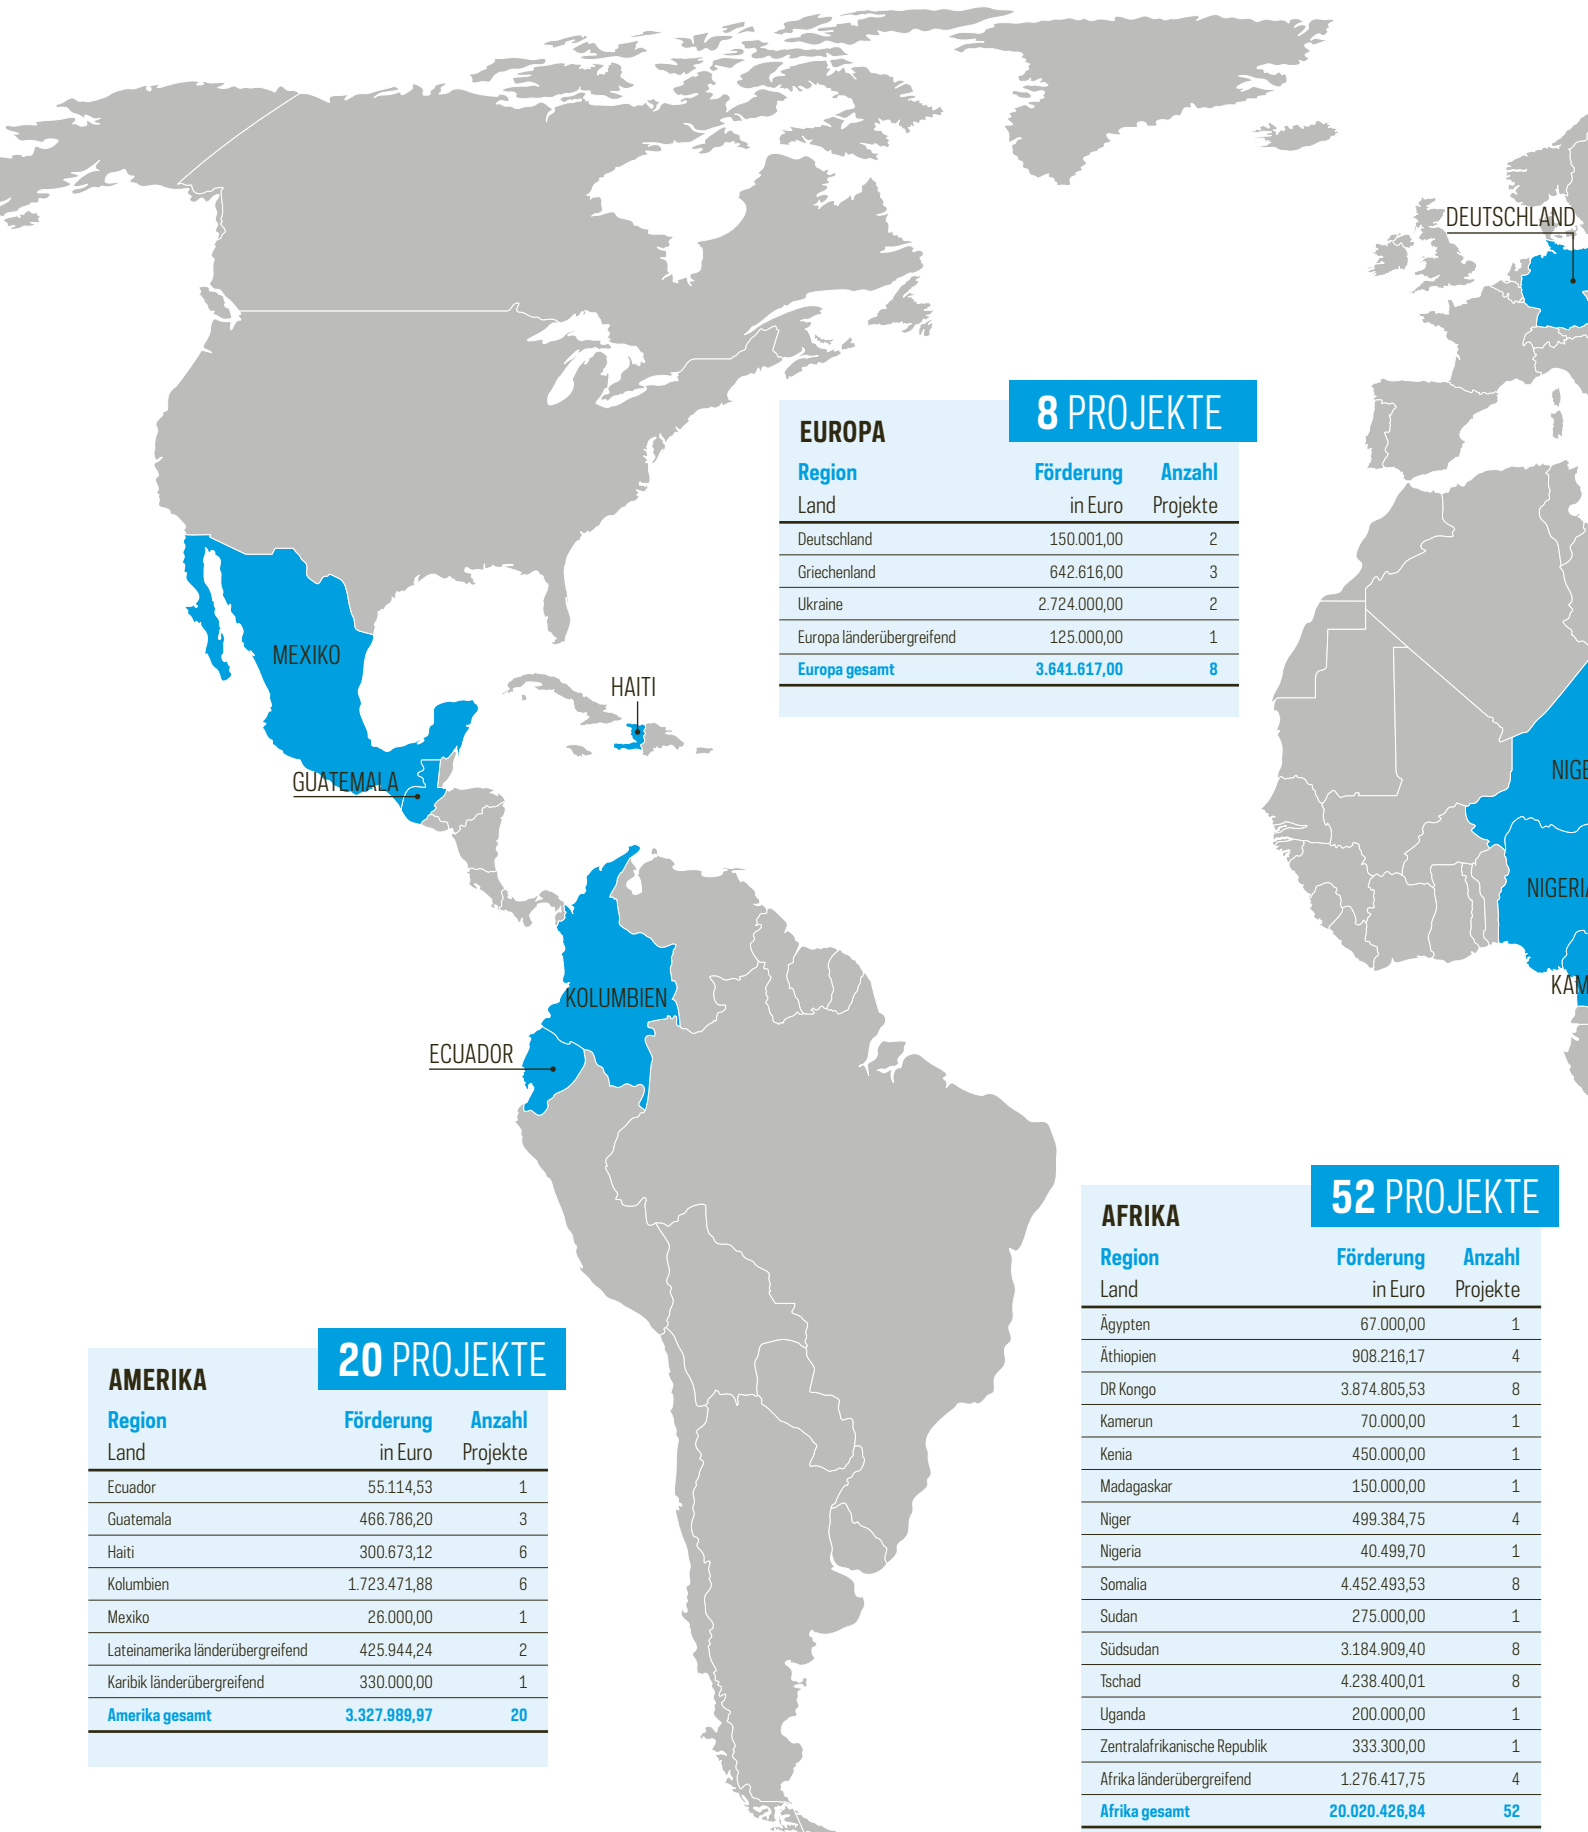 DEUTSCHLAND
MEXIKO
HAITI
GUATEMALA
KOLUMBIEN
ECUADOR
NIGE
NIGERIA
KAM
EUROPA
8 PROJEKTE
Region Förderung Anzahl
Land in Euro Projekte
Deutschland 150.001,00 2
Griechenland 642.616,00 3
Ukraine 2.724.000,00 2
Europa länderübergreifend 125.000,00 1
Europa gesamt 3.641.617,00 8
AMERIKA
20 PROJEKTE
Region Förderung Anzahl
Land in Euro Projekte
Ecuador 55.114,53 1
Guatemala 466.786,20 3
Haiti 300.673,12 6
Kolumbien 1.723.471,88 6
Mexiko 26.000,00 1
Lateinamerika länderübergreifend 425.944,24 2
Karibik länderübergreifend 330.000,00 1
Amerika gesamt 3.327.989,97 20
AFRIKA
52 PROJEKTE
Region Förderung Anzahl
Land in Euro Projekte
Ägypten 67.000,00 1
Äthiopien 908.216,17 4
DR Kongo 3.874.805,53 8
Kamerun 70.000,00 1
Kenia 450.000,00 1
Madagaskar 150.000,00 1
Niger 499.384,75 4
Nigeria 40.499,70 1
Somalia 4.452.493,53 8
Sudan 275.000,00 1
Südsudan 3.184.909,40 8
Tschad 4.238.400,01 8
Uganda 200.000,00 1
Zentralafrikanische Republik 333.300,00 1
Afrika länderübergreifend 1.276.417,75 4
Afrika gesamt 20.020.426,84 52